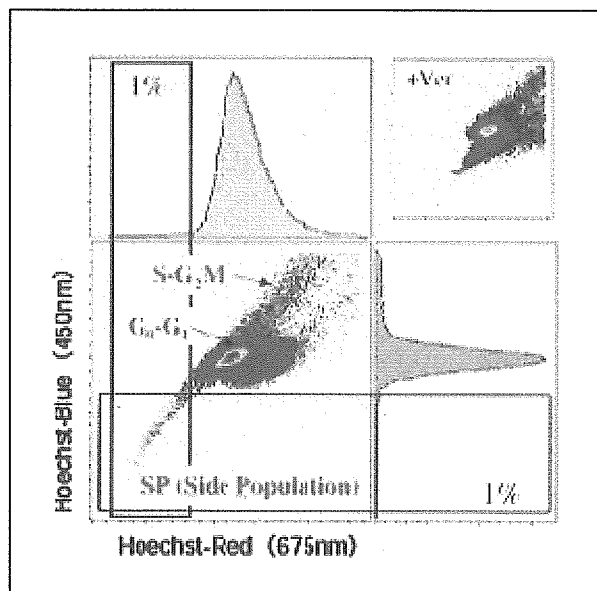 1%
+Ver
S-G₂M
G₀-G₁
SP (Side Population)
1%
Hoechst-Blue (450nm)
Hoechst-Red (675nm)